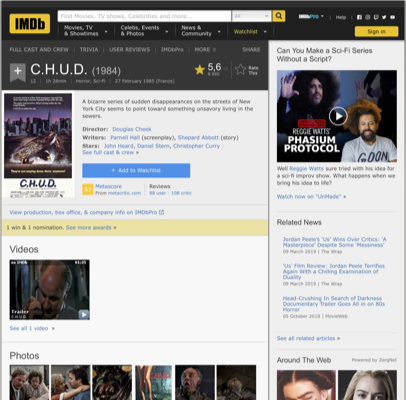 IMDb
Find Movies, TV shows, Celebrities and more...
All
Movies, TV & Showtimes
Celebs, Events & Photos
News & Community
Watchlist
IMDbPro
Help
Sign in
FULL CAST AND CREW | TRIVIA | USER REVIEWS | IMDbPro | MORE
SHARE
C.H.U.D. (1984)
12 | 1h 28min | Horror, Sci-Fi | 27 February 1985 (France)
5,6
Rate This
A bizarre series of sudden disappearances on the streets of
New York City seems to point toward something unsavory living in the
sewers.
Director: Douglas Cheek
Writers: Parnell Hall (screenplay), Shepard Abbott (story)
Stars: John Heard, Daniel Stern, Christopher Curry
See full cast & crew »
+ Add to Watchlist
Metascore
From metacritic.com
Reviews
88 user | 108 critic
C.H.U.D.
View production, box office, & company info on IMDbPro
1 win & 1 nomination. See more awards »
Videos
Trailer
C.H.U.D
01:25
See all 1 video »
Photos
Can You Make a Sci-Fi Series
Without a Script?
REGGIE WATTS'
PHASIUM
PROTOCOL
Well Reggie Watts sure tried with his idea for
a sci-fi improv show. What happens when we
bring his idea to life?
Watch now on "UnMade" »
Related News
Jordan Peele's 'Us' Wins Over Critics: 'A
Masterpiece' Despite Some 'Messiness'
09 March 2019 | The Wrap
'Us' Film Review: Jordan Peele Terrifies
Again With a Chilling Examination of
Duality
09 March 2019 | The Wrap
Head-Crushing In Search of Darkness
Documentary Trailer Goes All in on 80s
Horror
05 October 2018 | MovieWeb
See all related articles »
Around The Web
Powered by ZergNet